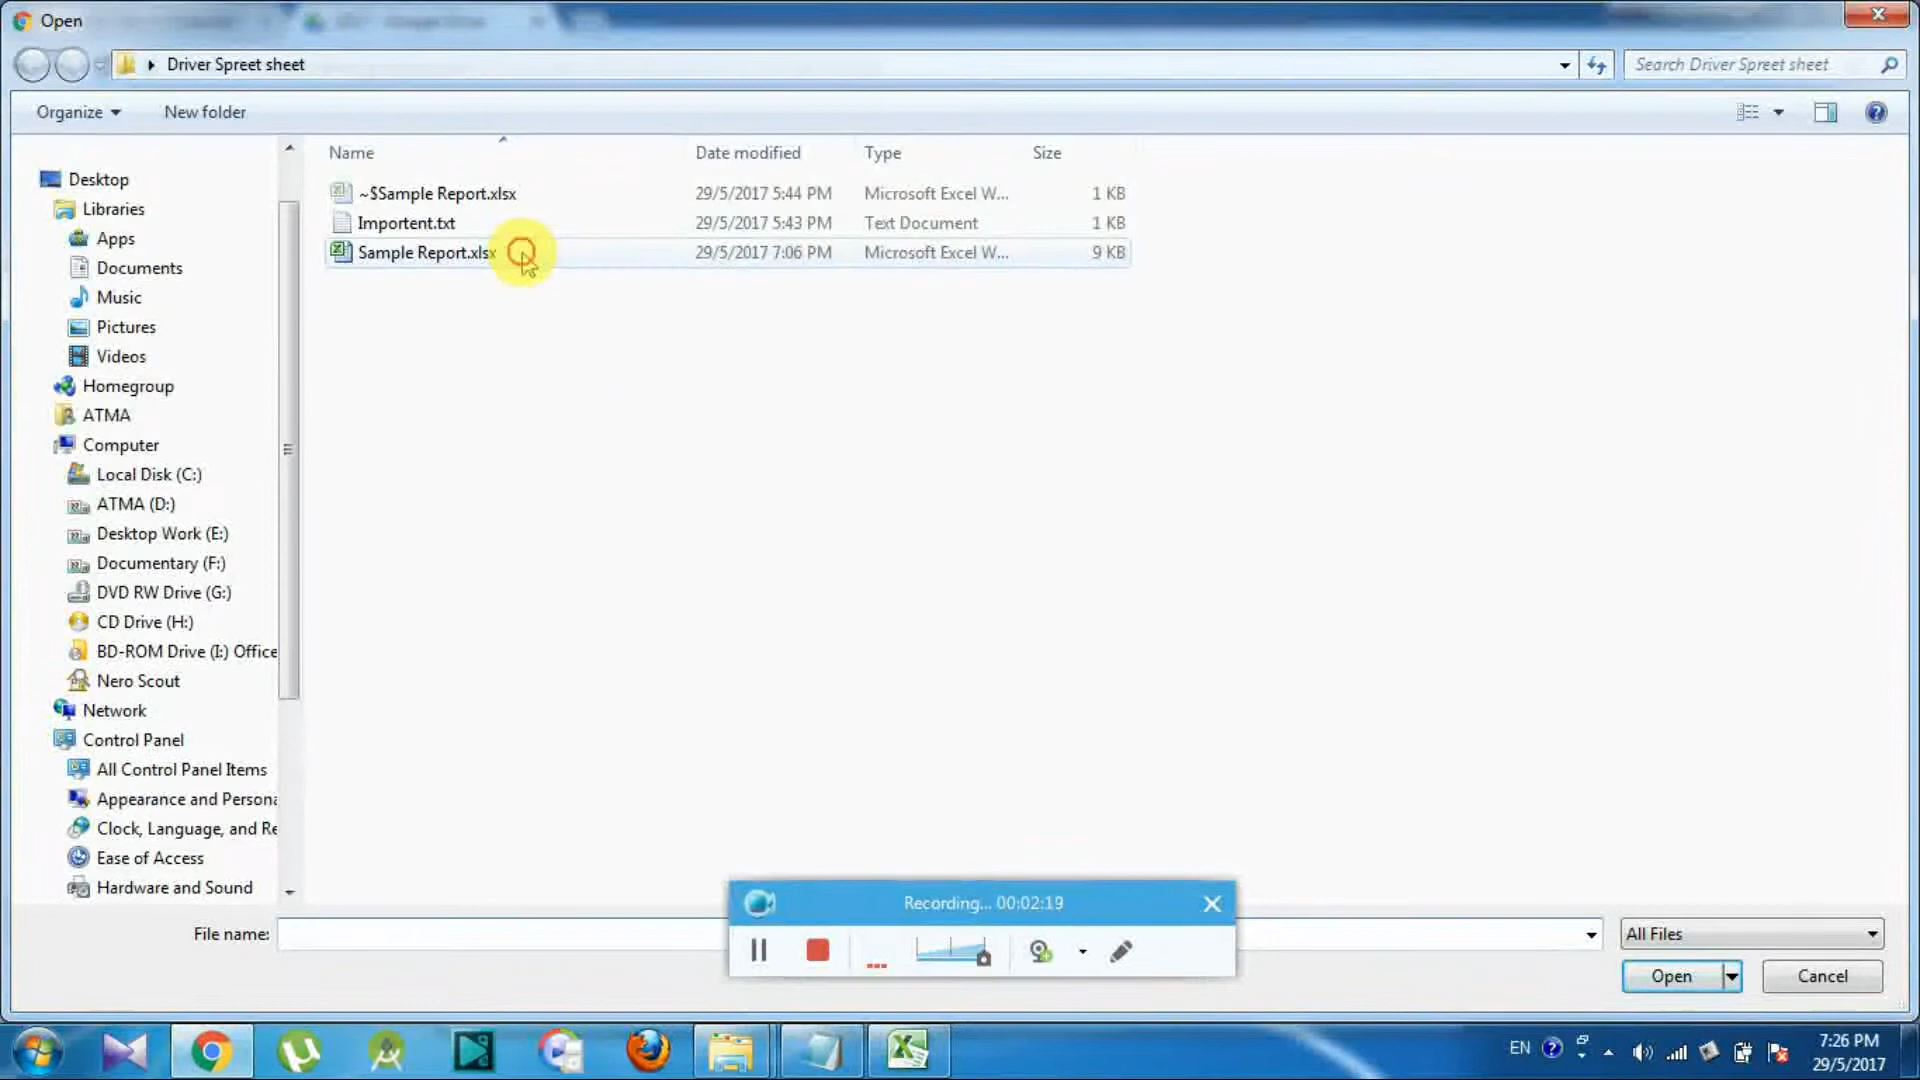 Open
Driver Spreet sheet
Search Driver Spreet sheet
Organize
New folder
Name
Date modified
Type
Size
~$Sample Report.xlsx
29/5/2017 5:44 PM
Microsoft Excel W...
1 KB
Importent.txt
29/5/2017 5:43 PM
Text Document
1 KB
Sample Report.xlsx
29/5/2017 7:06 PM
Microsoft Excel W...
9 KB
Desktop
Libraries
Apps
Documents
Music
Pictures
Videos
Homegroup
ATMA
Computer
Local Disk (C:)
ATMA (D:)
Desktop Work (E:)
Documentary (F:)
DVD RW Drive (G:)
CD Drive (H:)
BD-ROM Drive (I:) Office
Nero Scout
Network
Control Panel
All Control Panel Items
Appearance and Persona
Clock, Language, and Re
Ease of Access
Hardware and Sound
Recording... 00:02:19
File name:
All Files
Open
Cancel
EN
7:26 PM
29/5/2017